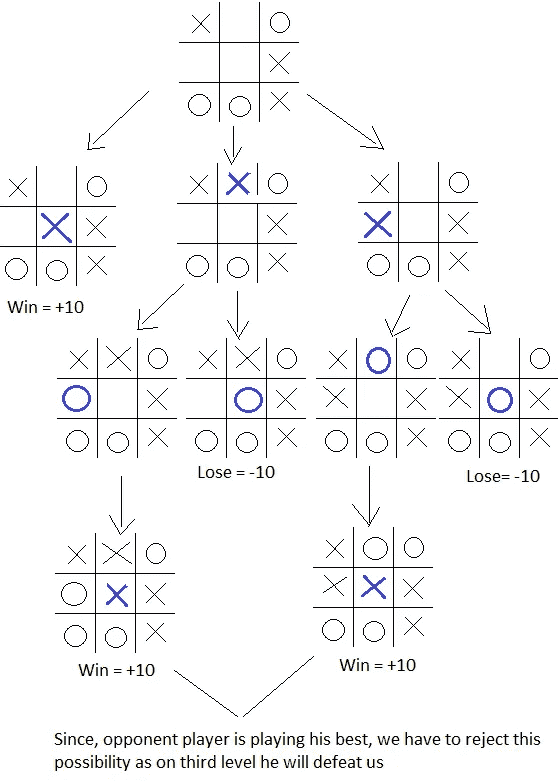 Win = +10
Lose = -10
Lose= -10
Win = +10
Win = +10
Since, opponent player is playing his best, we have to reject this
possibility as on third level he will defeat us